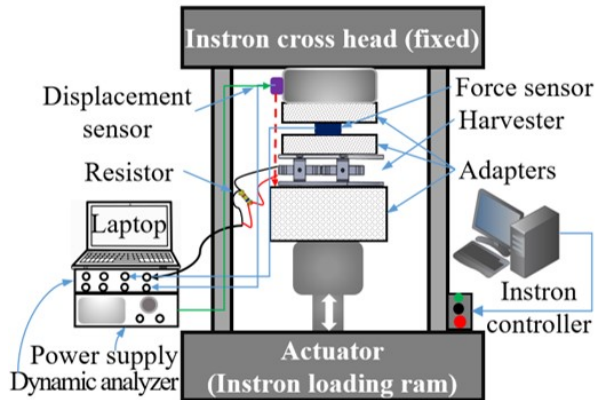 Instron cross head (fixed)
Displacement
sensor
Force sensor
Harvester
Resistor
Adapters
Laptop
Instron
controller
Power supply
Dynamic analyzer
Actuator
(Instron loading ram)